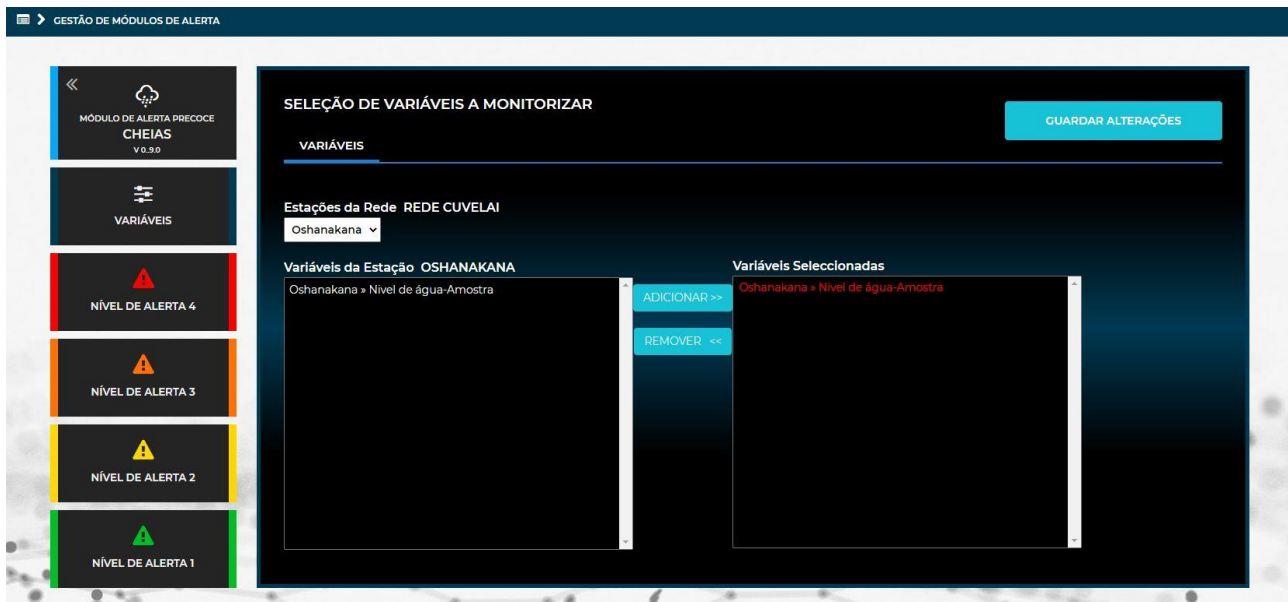 GESTÃO DE MÓDULOS DE ALERTA
MÓDULO DE ALERTA PRECOCE
CHEIAS
V 0..9.0
VARIÁVEIS
NÍVEL DE ALERTA 4
NÍVEL DE ALERTA 3
NÍVEL DE ALERTA 2
NÍVEL DE ALERTA 1
SELEÇÃO DE VARIÁVEIS A MONITORIZAR
GUARDAR ALTERAÇÕES
VARIÁVEIS
Estações da Rede REDE CUVELAI
Oshanakana
Variáveis da Estação OSHANAKANA
Oshanakana » Nivel de água-Amostra
ADICIONAR >>
REMOVER <<
Variáveis Seleccionadas
Oshanakana » Nivel de água-Amostra